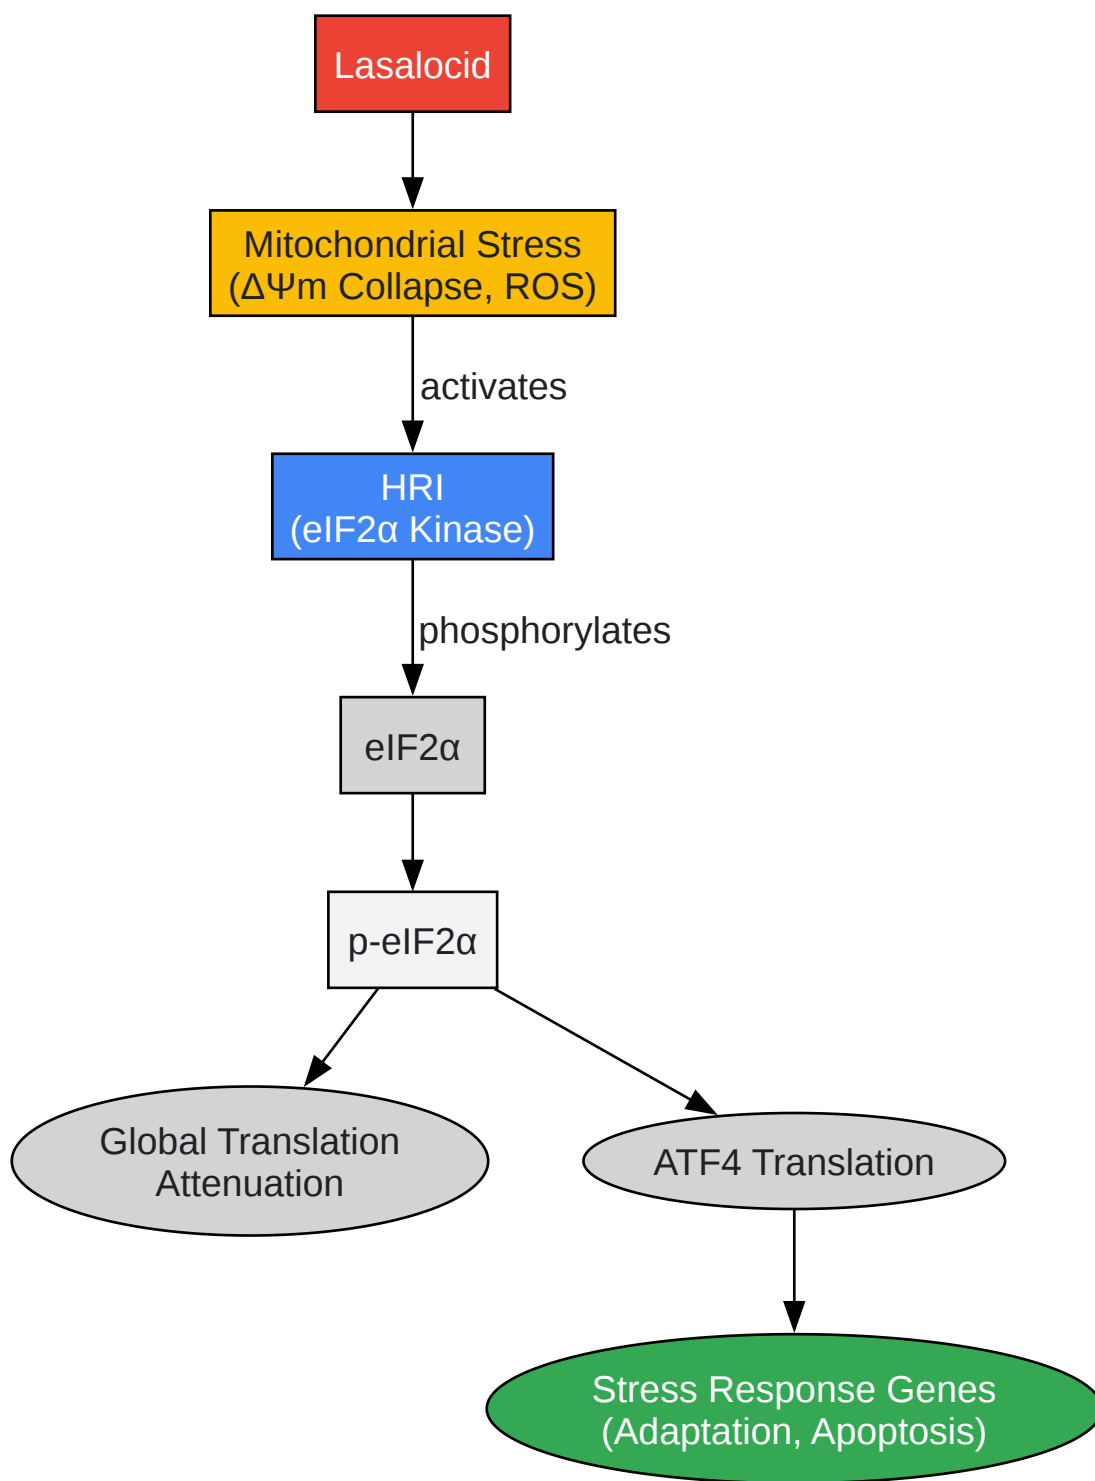 Lasalocid
Mitochondrial Stress
(ΔΨm Collapse, ROS)
activates
HRI
(eIF2α Kinase)
phosphorylates
eIF2α
p-eIF2α
Global Translation
Attenuation
ATF4 Translation
Stress Response Genes
(Adaptation, Apoptosis)